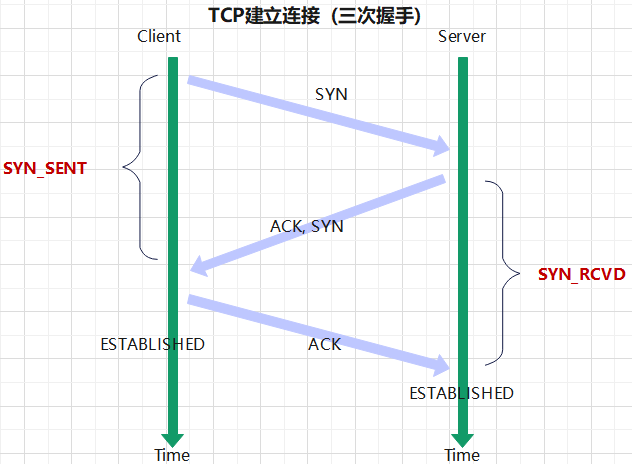 TCP建立连接（三次握手）
Client
Server
SYN
SYN_SENT
ACK, SYN
SYN_RCVD
ESTABLISHED
ACK
ESTABLISHED
Time
Time